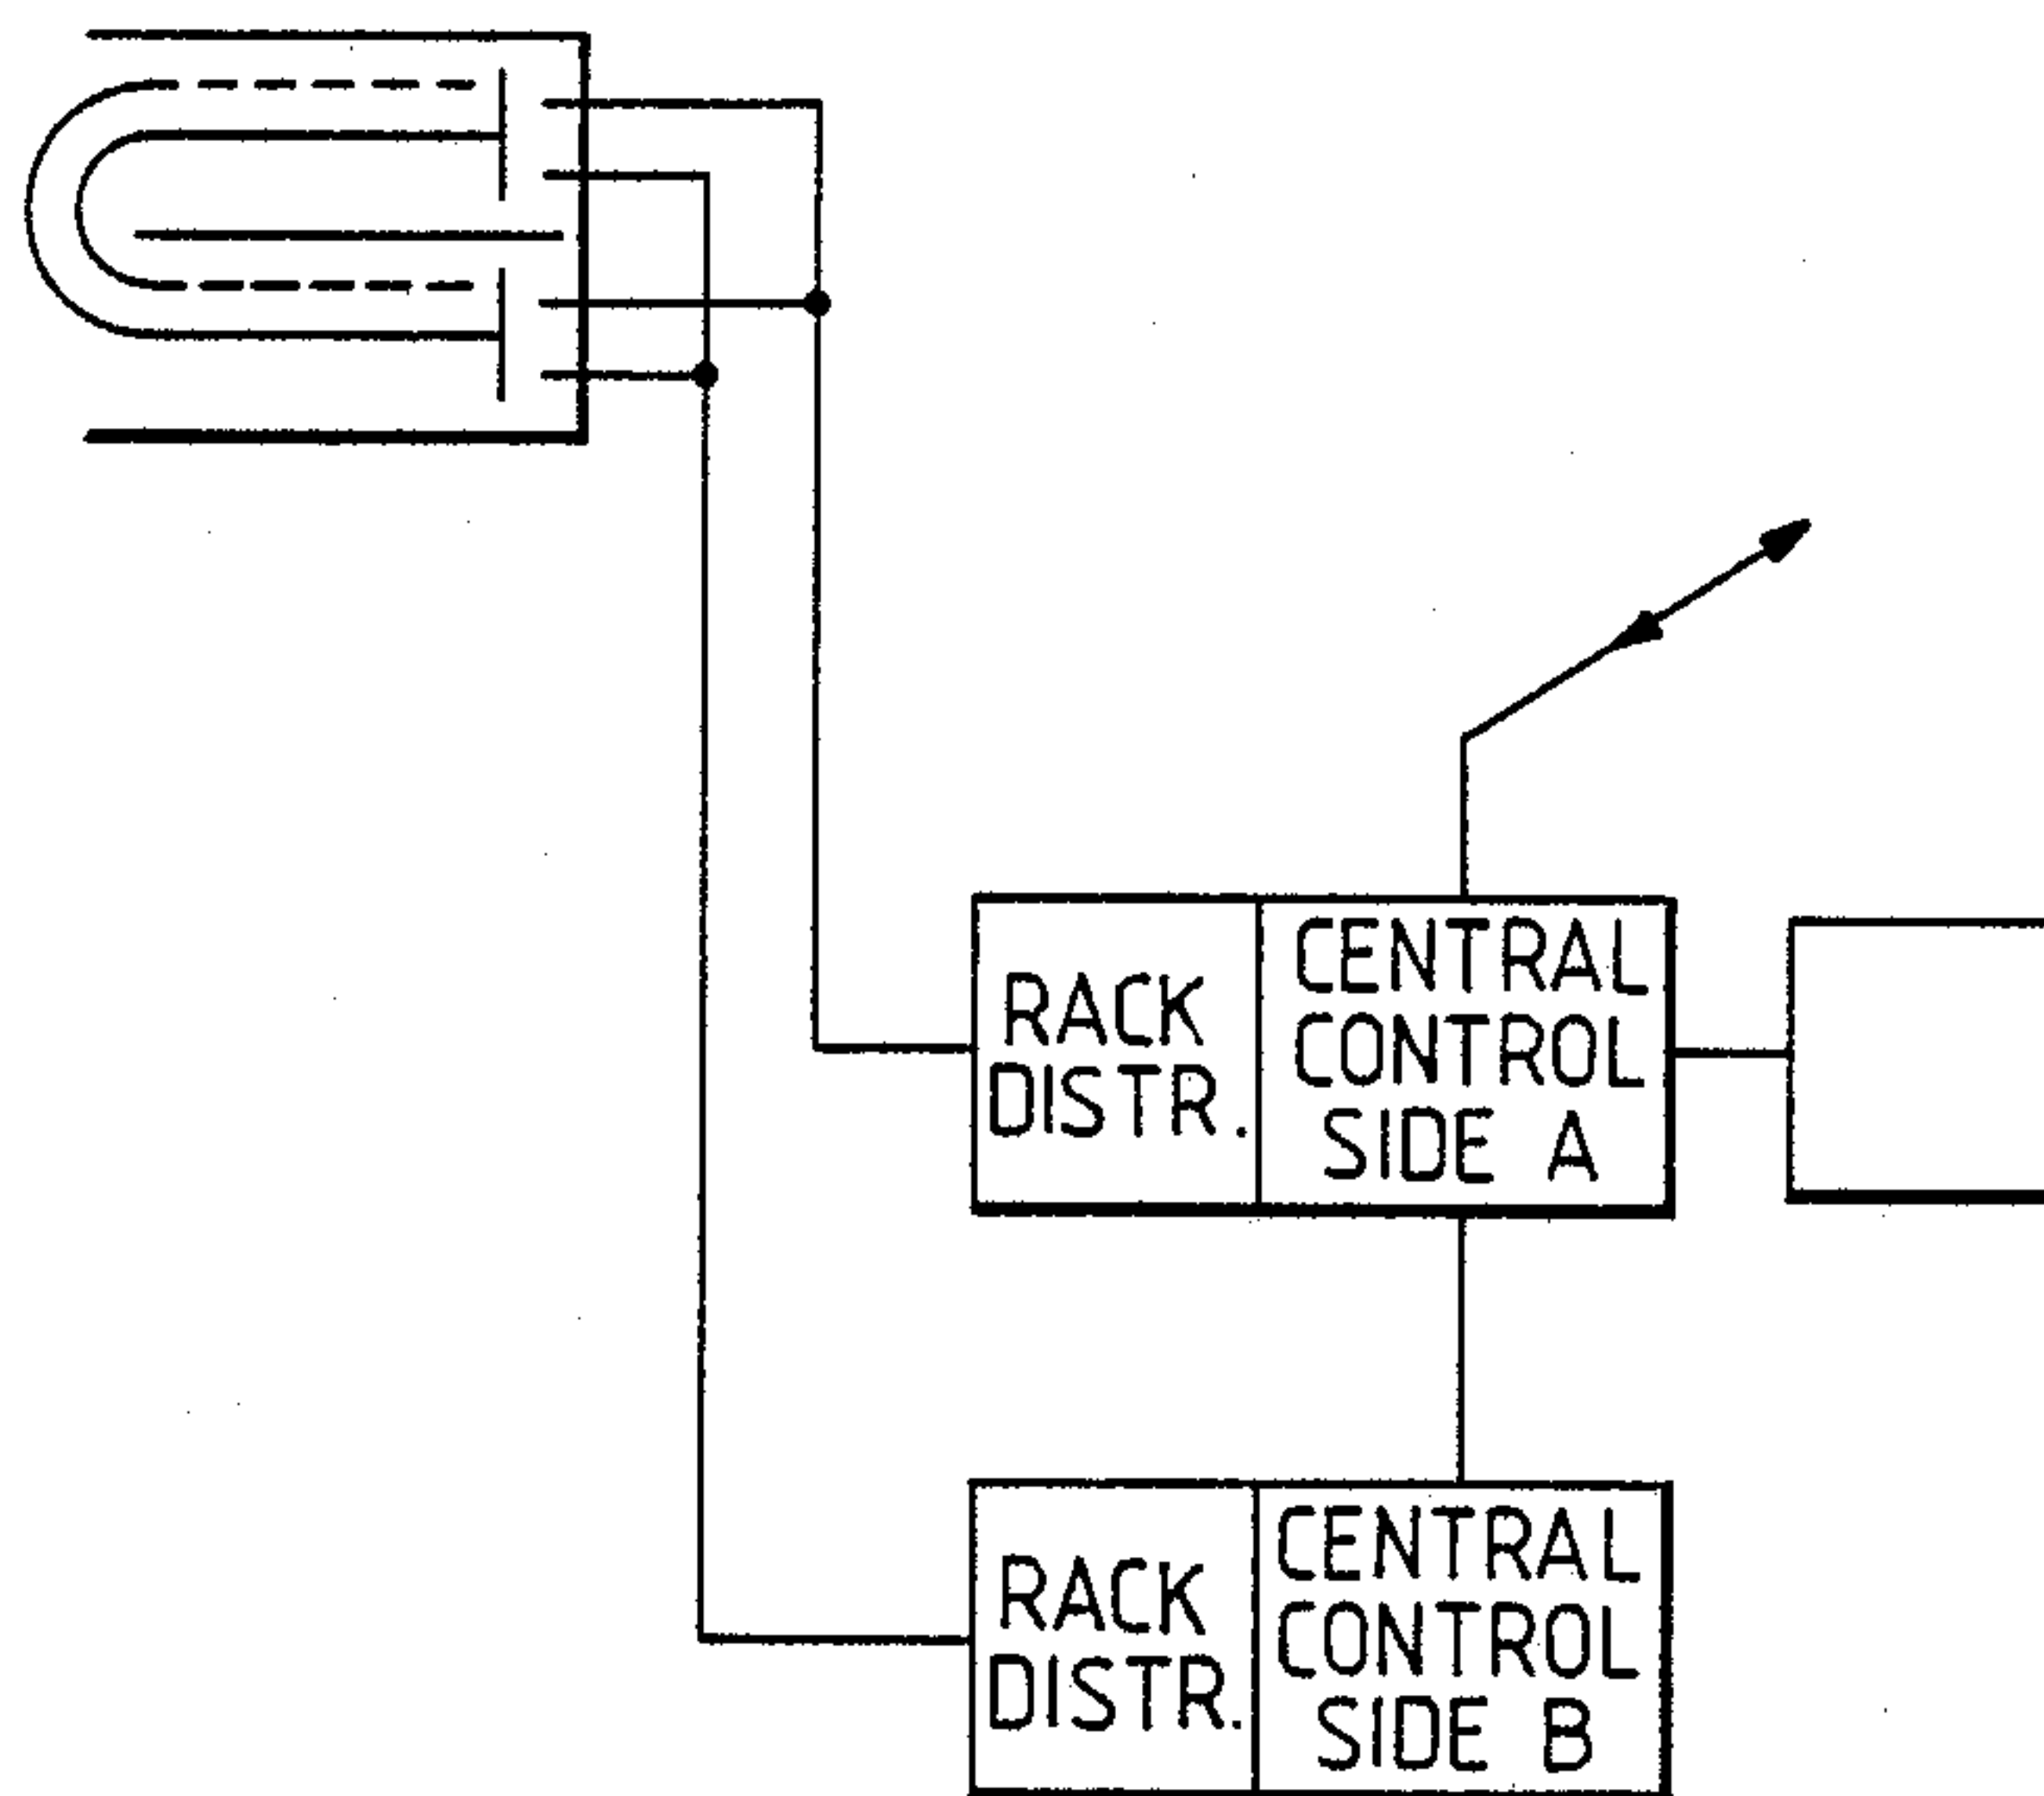 RACK
DISTR.
CENTRAL
CONTROL
SIDE A
RACK
DISTR.
CENTRAL
CONTROL
SIDE B